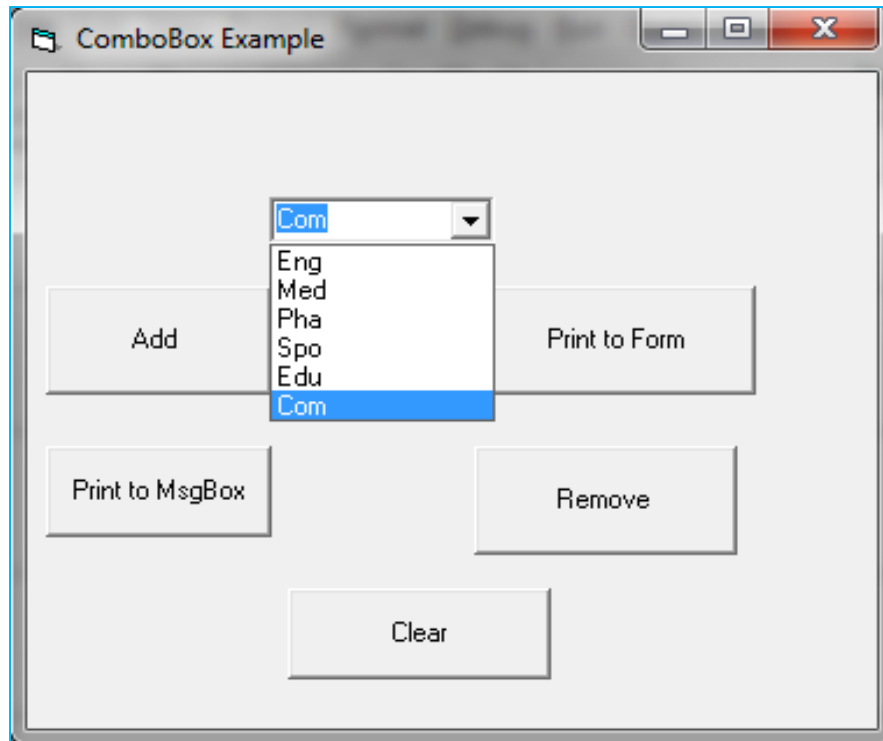 ComboBox Example
Com
Eng
Med
Pha
Spo
Edu
Com
Add
Print to Form
Print to MsgBox
Remove
Clear